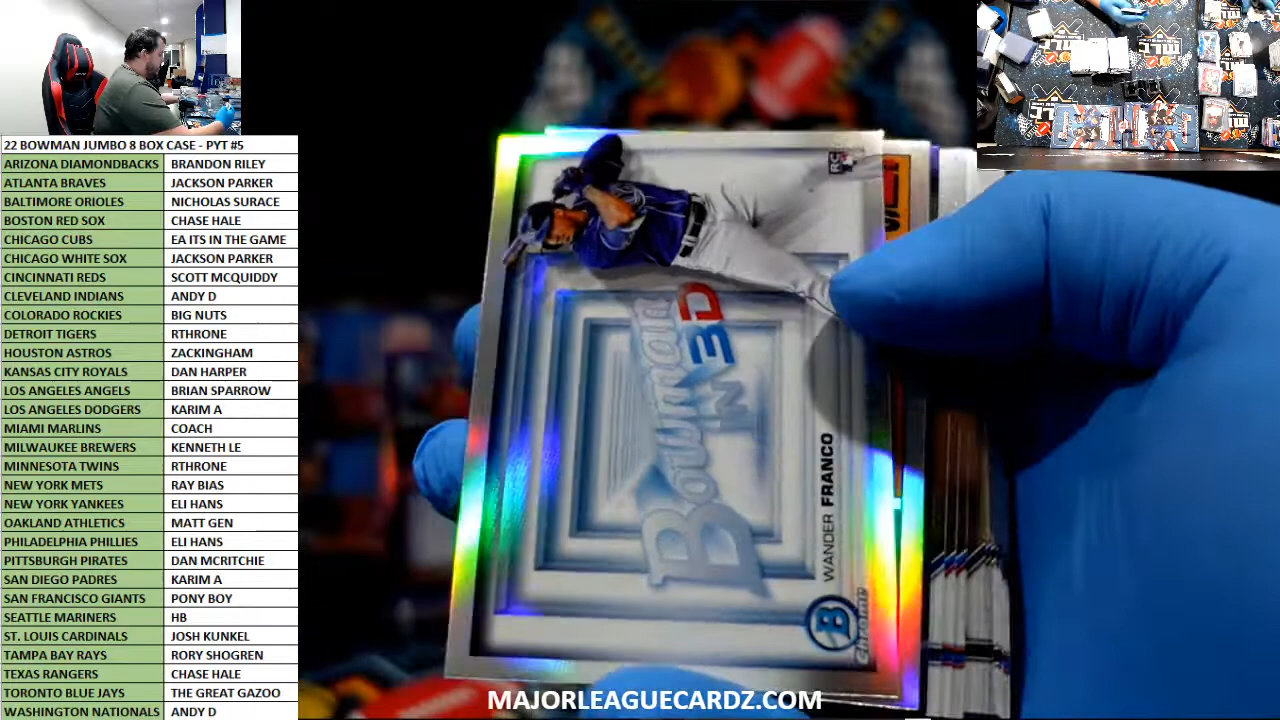 22 BOWMAN JUMBO 8 BOX CASE - PYT #5
ARIZONA DIAMONDBACKS BRANDON RILEY
ATLANTA BRAVES JACKSON PARKER
BALTIMORE ORIOLES NICHOLAS SURACE
BOSTON RED SOX CHASE HALE
CHICAGO CUBS EA ITS IN THE GAME
CHICAGO WHITE SOX JACKSON PARKER
CINCINNATI REDS SCOTT MCQUIDDY
CLEVELAND INDIANS ANDY D
COLORADO ROCKIES BIG NUTS
DETROIT TIGERS RTHRONE
HOUSTON ASTROS ZACKINGHAM
KANSAS CITY ROYALS DAN HARPER
LOS ANGELES ANGELS BRIAN SPARROW
LOS ANGELES DODGERS KARIM A
MIAMI MARLINS COACH
MILWAUKEE BREWERS KENNETH LE
MINNESOTA TWINS RTHRONE
NEW YORK METS RAY BIAS
NEW YORK YANKEES ELI HANS
OAKLAND ATHLETICS MATT GEN
PHILADELPHIA PHILLIES ELI HANS
PITTSBURGH PIRATES DAN MCRITCHIE
SAN DIEGO PADRES KARIM A
SAN FRANCISCO GIANTS PONY BOY
SEATTLE MARINERS HB
ST. LOUIS CARDINALS JOSH KUNKEL
TAMPA BAY RAYS RORY SHOGREN
TEXAS RANGERS CHASE HALE
TORONTO BLUE JAYS THE GREAT GAZOO
WASHINGTON NATIONALS ANDY D
RC
Bowman
IN 3D
WANDER FRANCO
B
Chrome
MAJORLEAGUECARDZ.COM